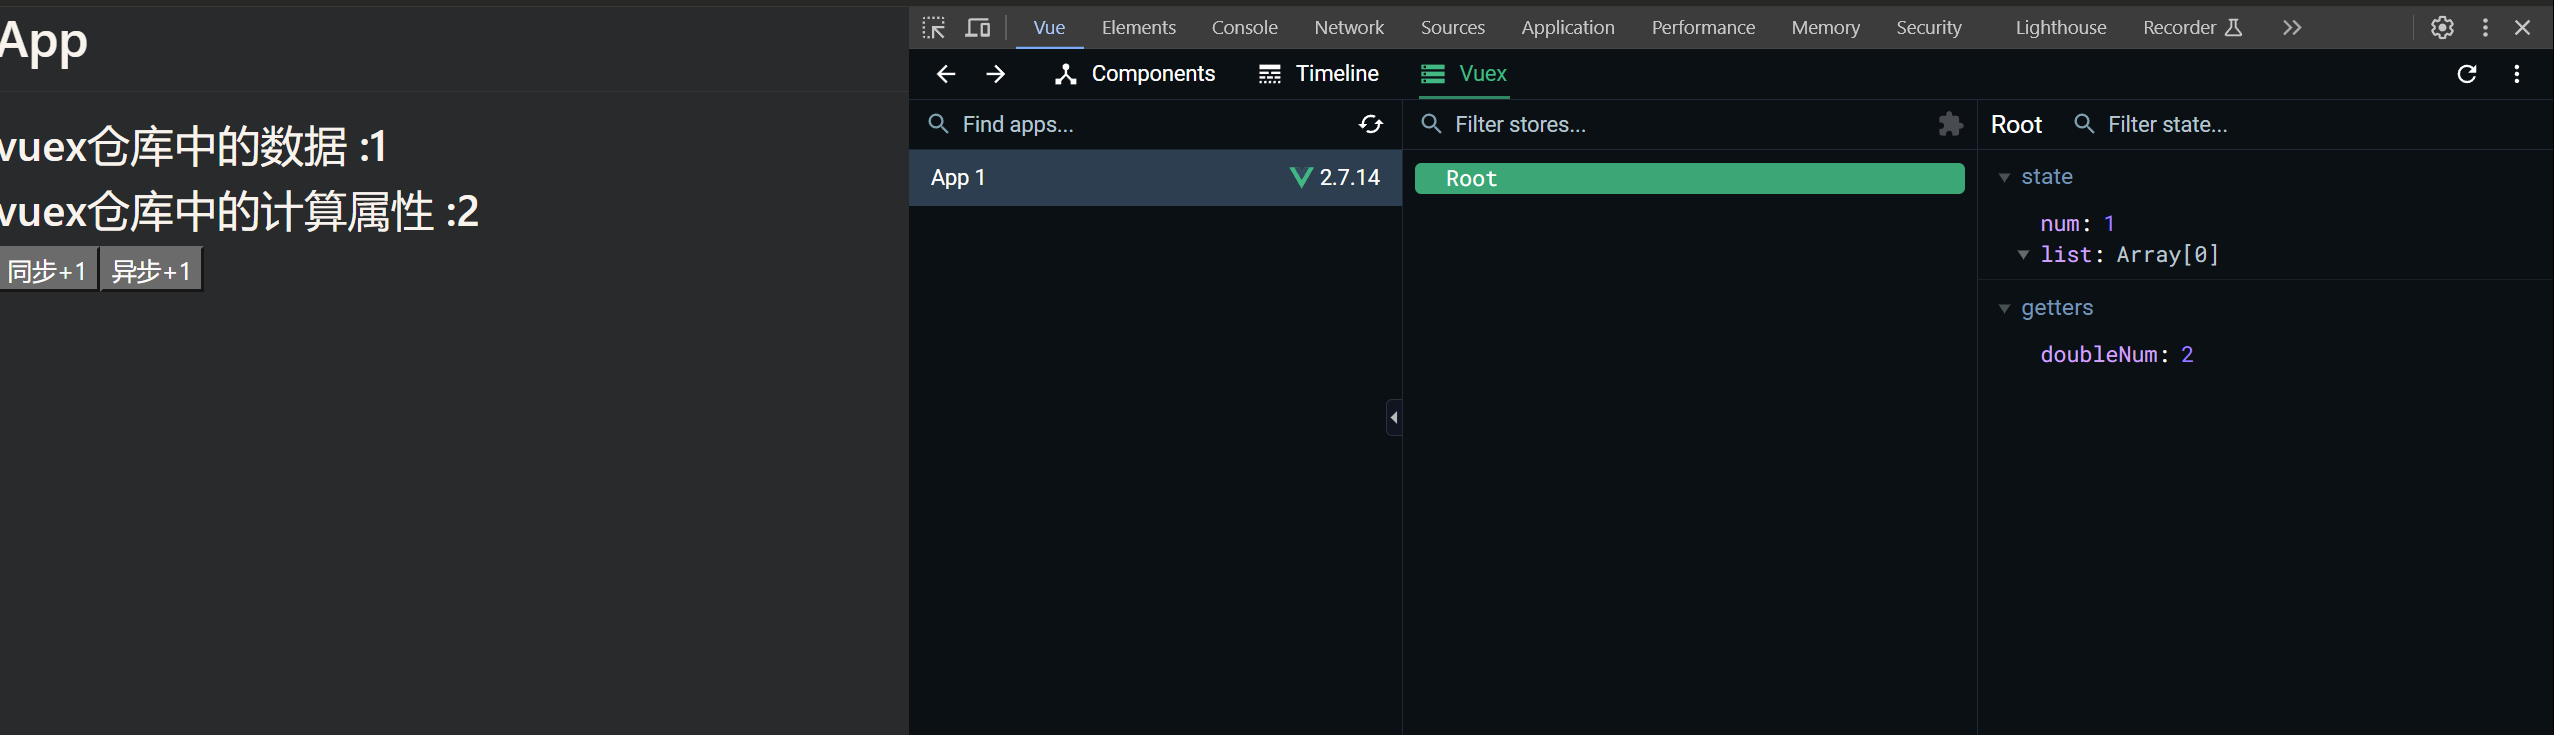 App
vuex仓库中的数据 :1
vuex仓库中的计算属性 :2
同步+1 异步+1
Vue Elements Console Network Sources Application Performance Memory Security Lighthouse Recorder
Components Timeline Vuex
Find apps...
App 1 2.7.14
Filter stores...
Root
Root Filter state...
state
num: 1
list: Array[0]
getters
doubleNum: 2